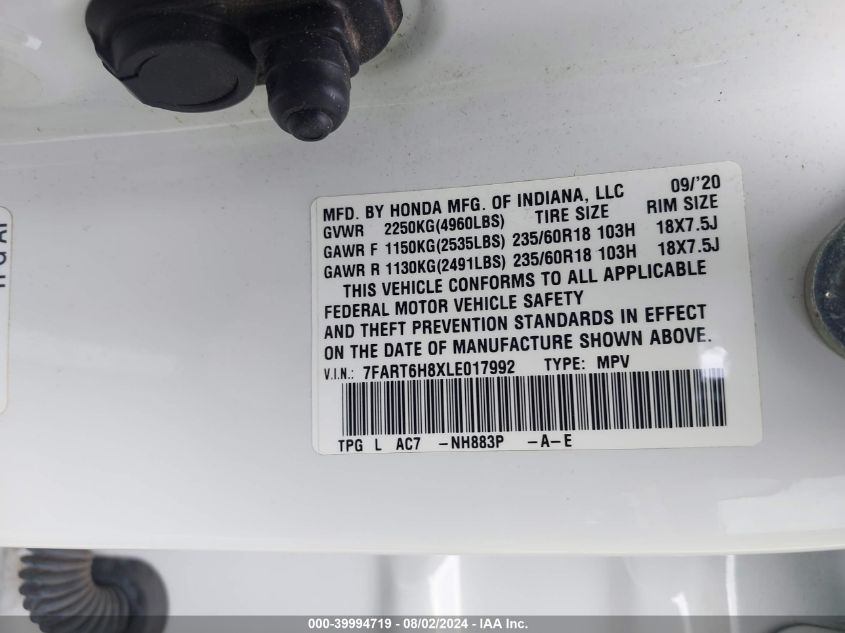 MFD. BY HONDA MFG. OF INDIANA, LLC 09/'20
GVWR 2250KG(4960LBS) TIRE SIZE RIM SIZE
GAWR F 1150KG(2535LBS) 235/60R18 103H 18X7.5J
GAWR R 1130KG(2491LBS) 235/60R18 103H 18X7.5J
THIS VEHICLE CONFORMS TO ALL APPLICABLE
FEDERAL MOTOR VEHICLE SAFETY
AND THEFT PREVENTION STANDARDS IN EFFECT
ON THE DATE OF MANUFACTURE SHOWN ABOVE.
V.I.N.: 7FART6H8XLE017992 TYPE: MPV
TPG L AC7 -NH883P -A-E
000-39994719 - 08/02/2024 - IAAI Inc.